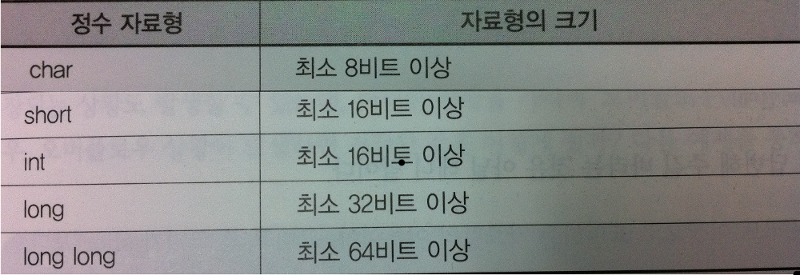 정수 자료형 자료형의 크기
char 최소 8비트 이상
short 최소 16비트 이상
int 최소 16비트 이상
long 최소 32비트 이상
long long 최소 64비트 이상